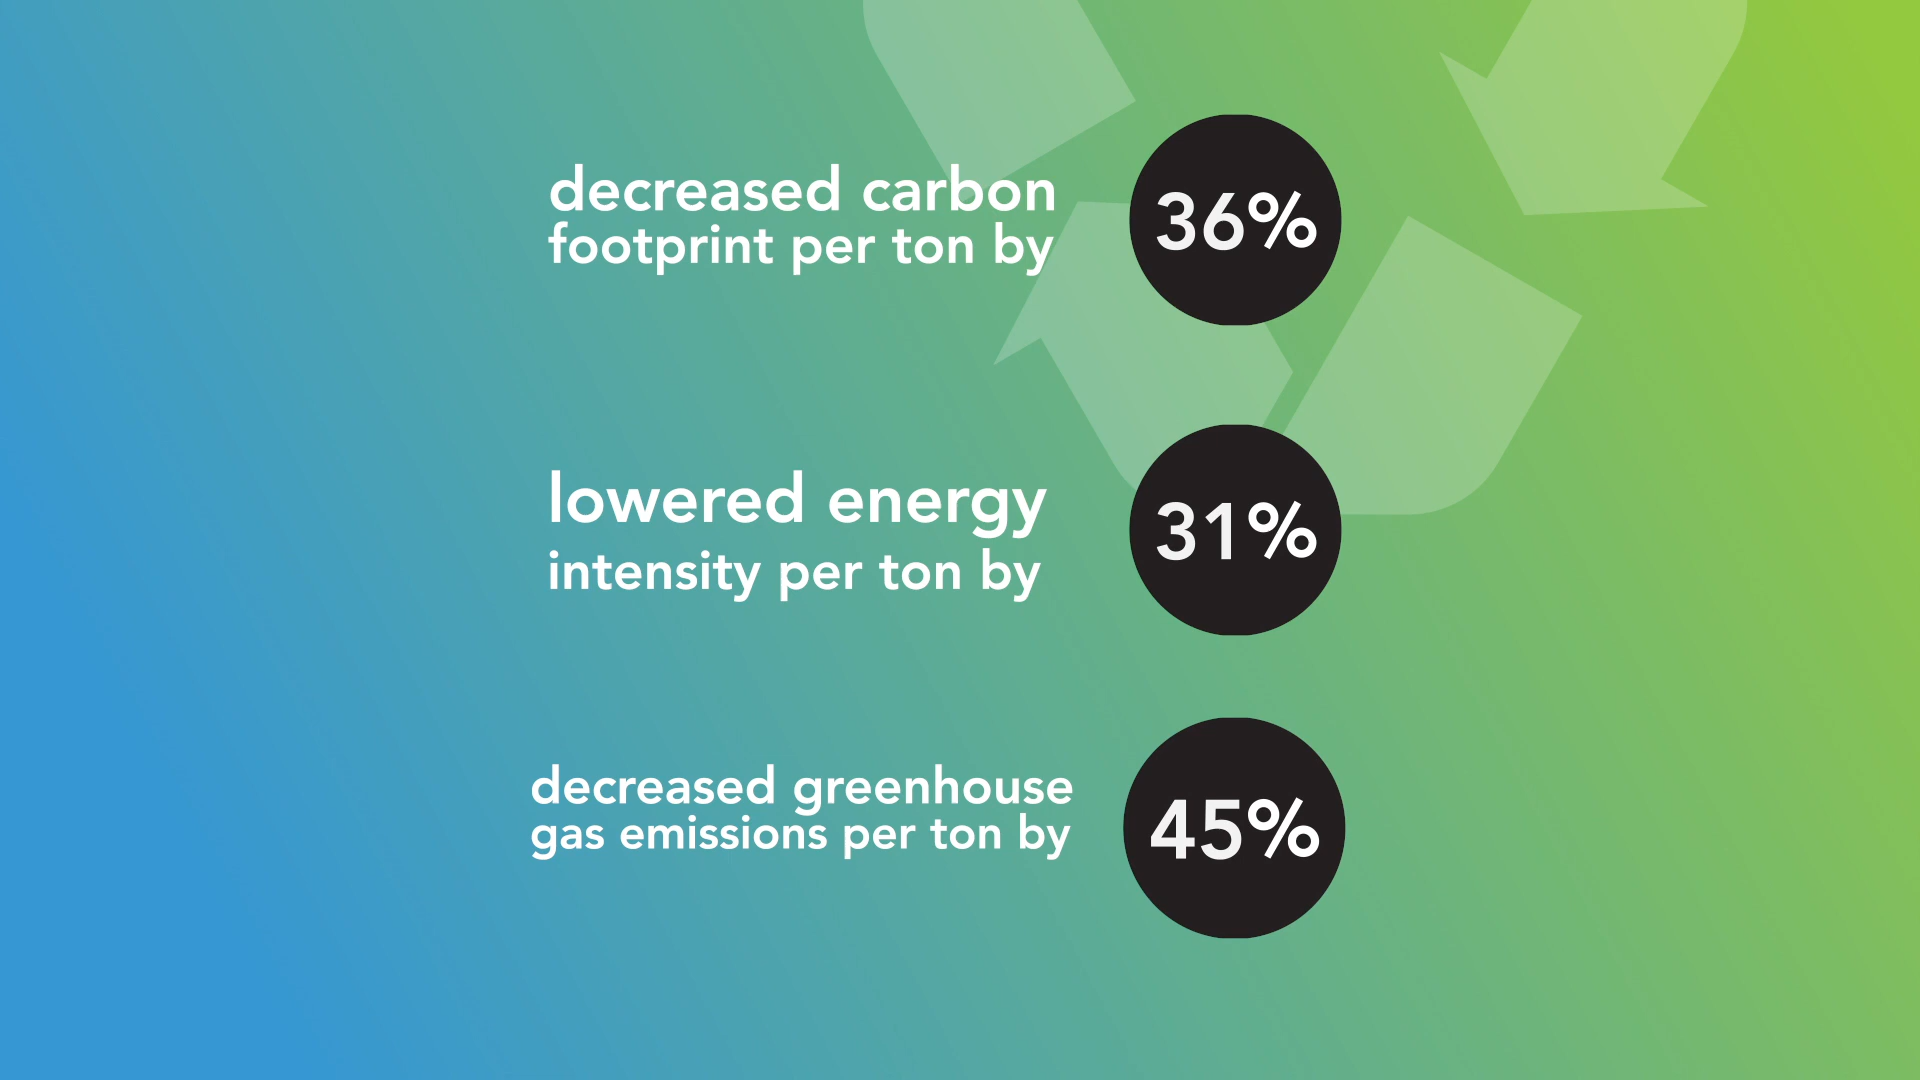 decreased carbon
footprint per ton by
36%
lowered energy
intensity per ton by
31%
decreased greenhouse
gas emissions per ton by
45%